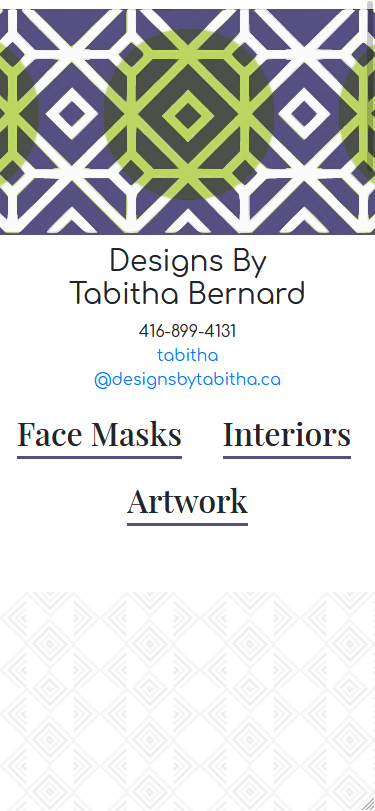 Designs By
Tabitha Bernard
416-899-4131
tabitha
@designsbytabitha.ca
Face Masks Interiors
Artwork